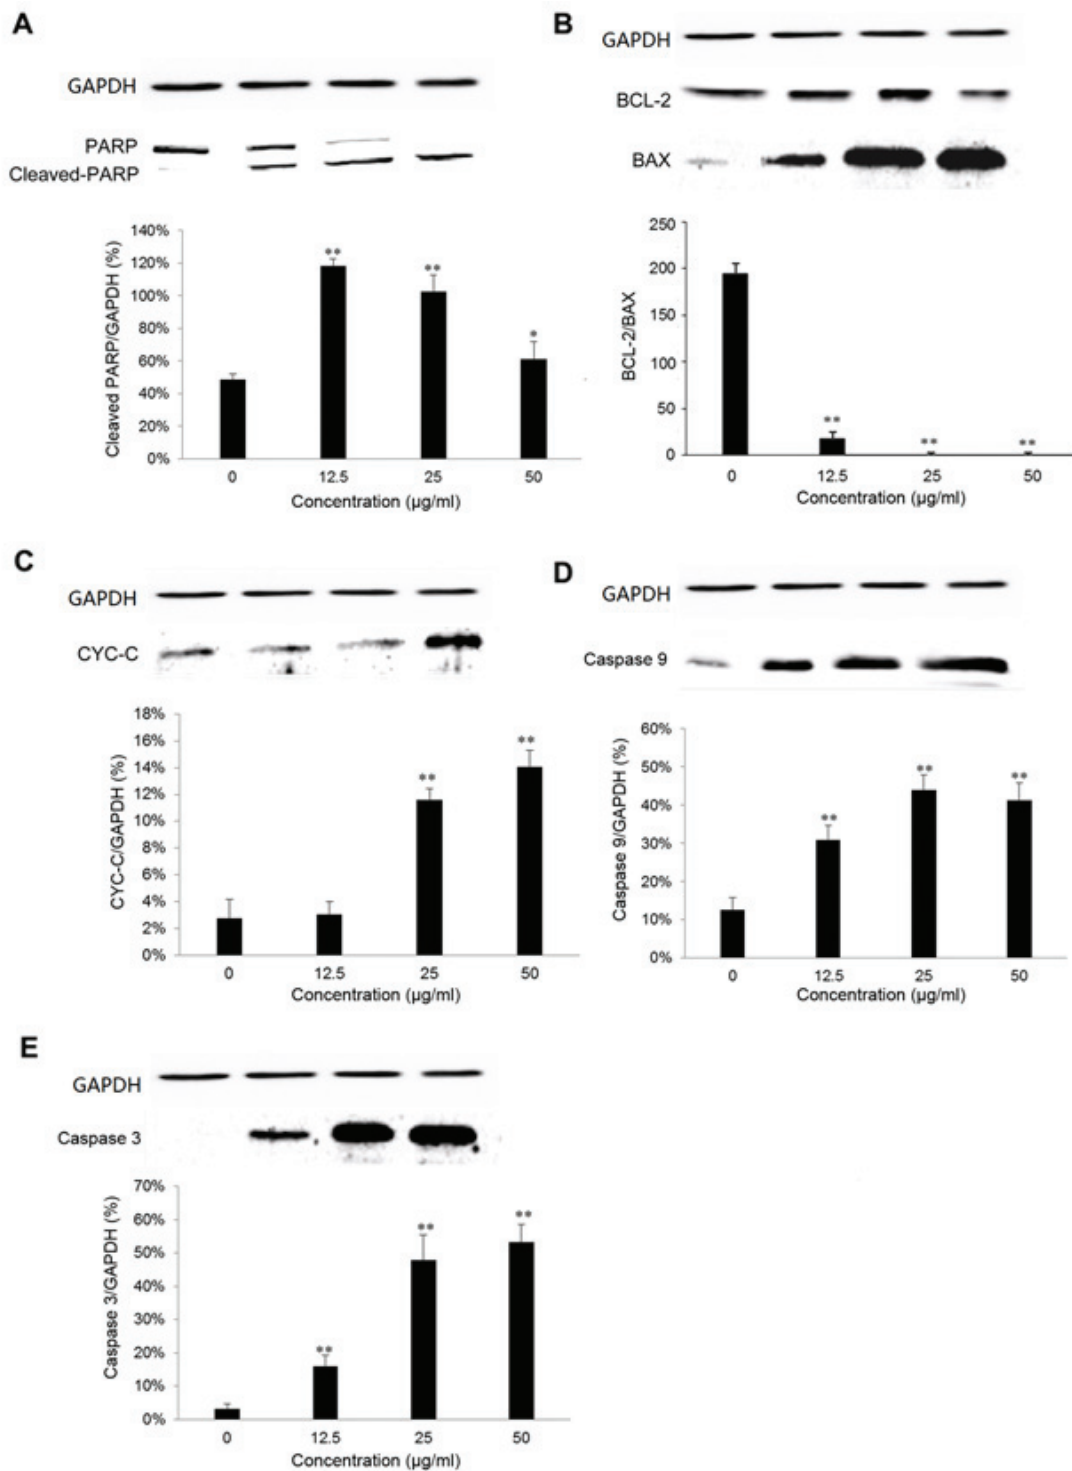 A
GAPDH
PARP
Cleaved-PARP
Cleaved PARP/GAPDH (%)
140%
120%
100%
80%
60%
40%
20%
0%
**
**
*
0 12.5 25 50
Concentration (µg/ml)
B
GAPDH
BCL-2
BAX
BCL-2/BAX
250
200
150
100
50
0
**
**
**
0 12.5 25 50
Concentration (µg/ml)
C
GAPDH
CYC-C
CYC-C/GAPDH (%)
18%
16%
14%
12%
10%
8%
6%
4%
2%
0%
**
**
0 12.5 25 50
Concentration (µg/ml)
D
GAPDH
Caspase 9
Caspase 9/GAPDH (%)
60%
50%
40%
30%
20%
10%
0%
**
**
**
0 12.5 25 50
Concentration (µg/ml)
E
GAPDH
Caspase 3
Caspase 3/GAPDH (%)
70%
60%
50%
40%
30%
20%
10%
0%
**
**
**
0 12.5 25 50
Concentration (µg/ml)